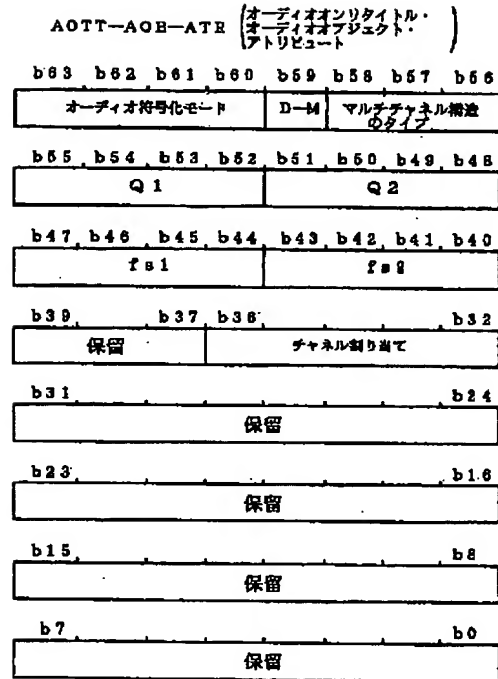 AOTT—AOB—ATR (オーディオオンリタイトル・
オーディオオブジェクト・
アトリビュート)
b63 b62 b61 b60 b59 b58 b57 b56
オーディオ符号化モード D—M マルチチャネル構造
のタイプ
b55 b54 b53 b52 b51 b50 b49 b48
Q1 Q2
b47 b46 b45 b44 b43 b42 b41 b40
fs1 fs2
b39 b37 b36 b32
保留 チャネル割り当て
b31 b24
保留
b23 b16
保留
b15 b8
保留
b7 b0
保留